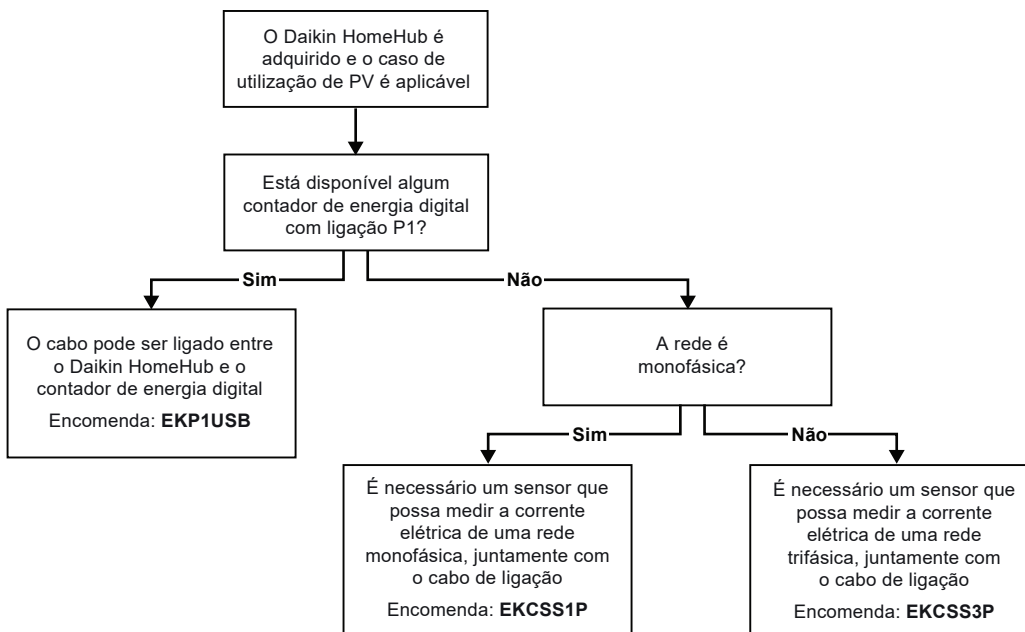 O Daikin HomeHub é
adquirido e o caso de
utilização de PV é aplicável
Está disponível algum
contador de energia digital
com ligação P1?
Sim
Não
O cabo pode ser ligado entre
o Daikin HomeHub e o
contador de energia digital
Encomenda: EKP1USB
A rede é
monofásica?
Sim
Não
É necessário um sensor que
possa medir a corrente
elétrica de uma rede
monofásica, juntamente com
o cabo de ligação
Encomenda: EKCSS1P
É necessário um sensor que
possa medir a corrente
elétrica de uma rede
trifásica, juntamente com
o cabo de ligação
Encomenda: EKCSS3P